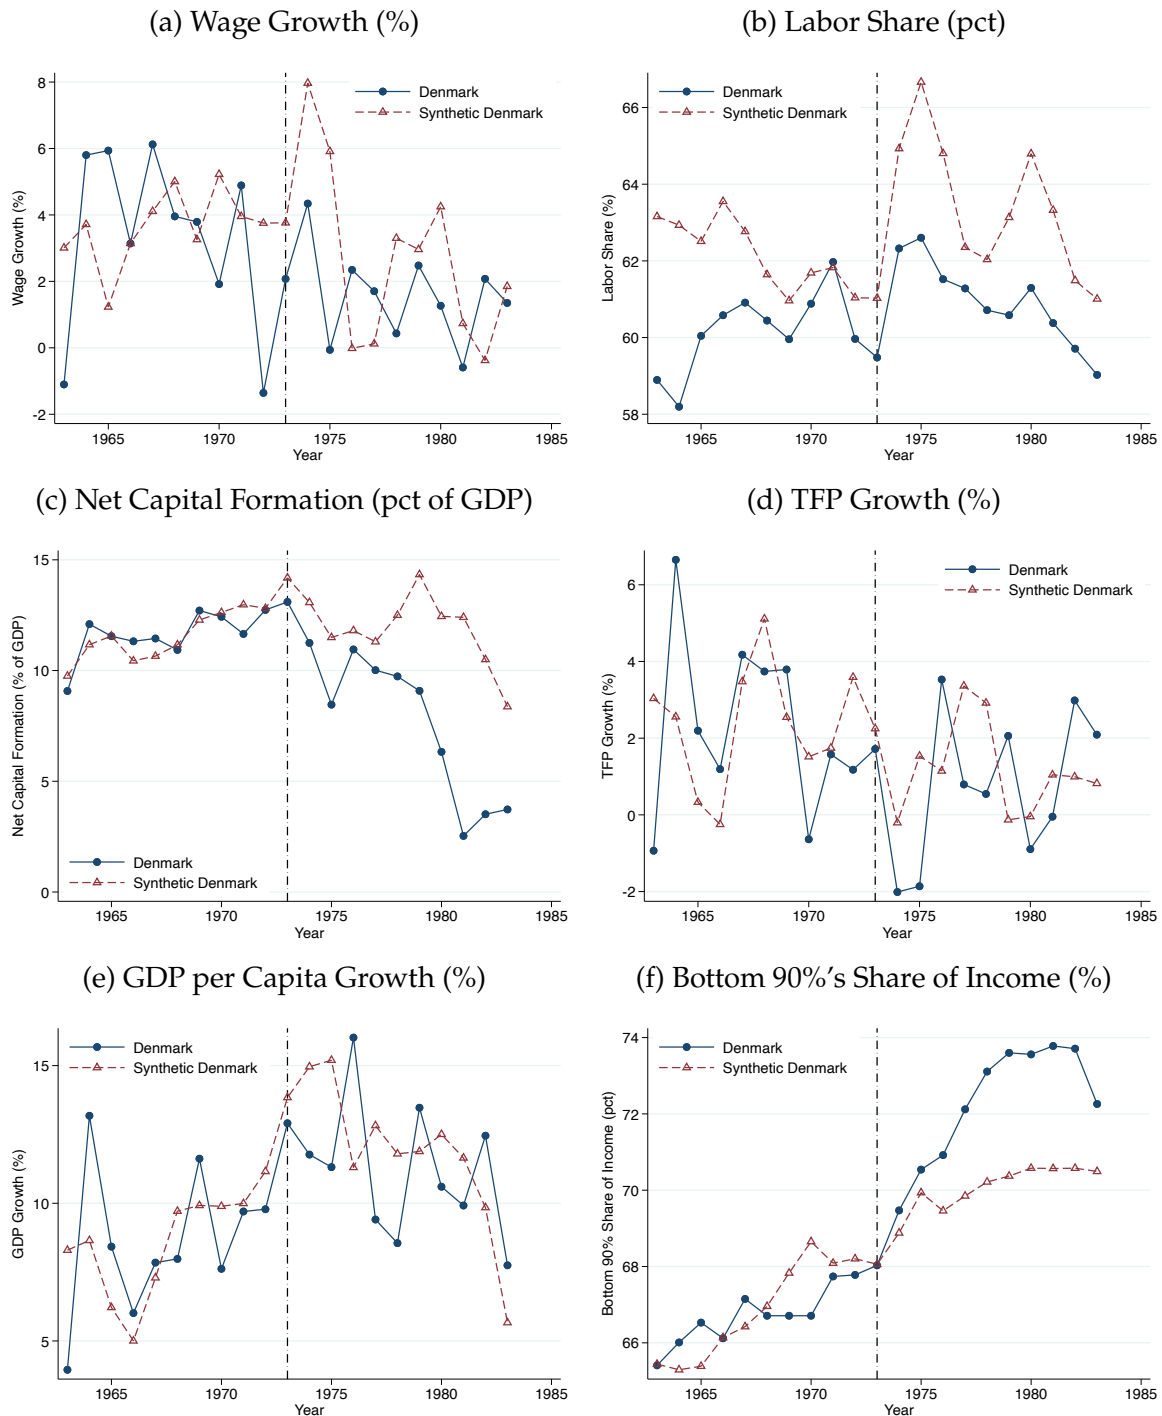 (a) Wage Growth (%)
Wage Growth (%)
8
6
4
2
0
-2
Denmark
Synthetic Denmark
1965 1970 1975 1980 1985
Year
(b) Labor Share (pct)
Labor Share (%)
66
64
62
60
58
Denmark
Synthetic Denmark
1965 1970 1975 1980 1985
Year
(c) Net Capital Formation (pct of GDP)
Net Capital Formation (% of GDP)
15
10
5
0
Denmark
Synthetic Denmark
1965 1970 1975 1980 1985
Year
(d) TFP Growth (%)
TFP Growth (%)
6
4
2
0
-2
Denmark
Synthetic Denmark
1965 1970 1975 1980 1985
Year
(e) GDP per Capita Growth (%)
GDP Growth (%)
15
10
5
Denmark
Synthetic Denmark
1965 1970 1975 1980 1985
Year
(f) Bottom 90%'s Share of Income (%)
Bottom 90% Share of Income (pct)
74
72
70
68
66
Denmark
Synthetic Denmark
1965 1970 1975 1980 1985
Year